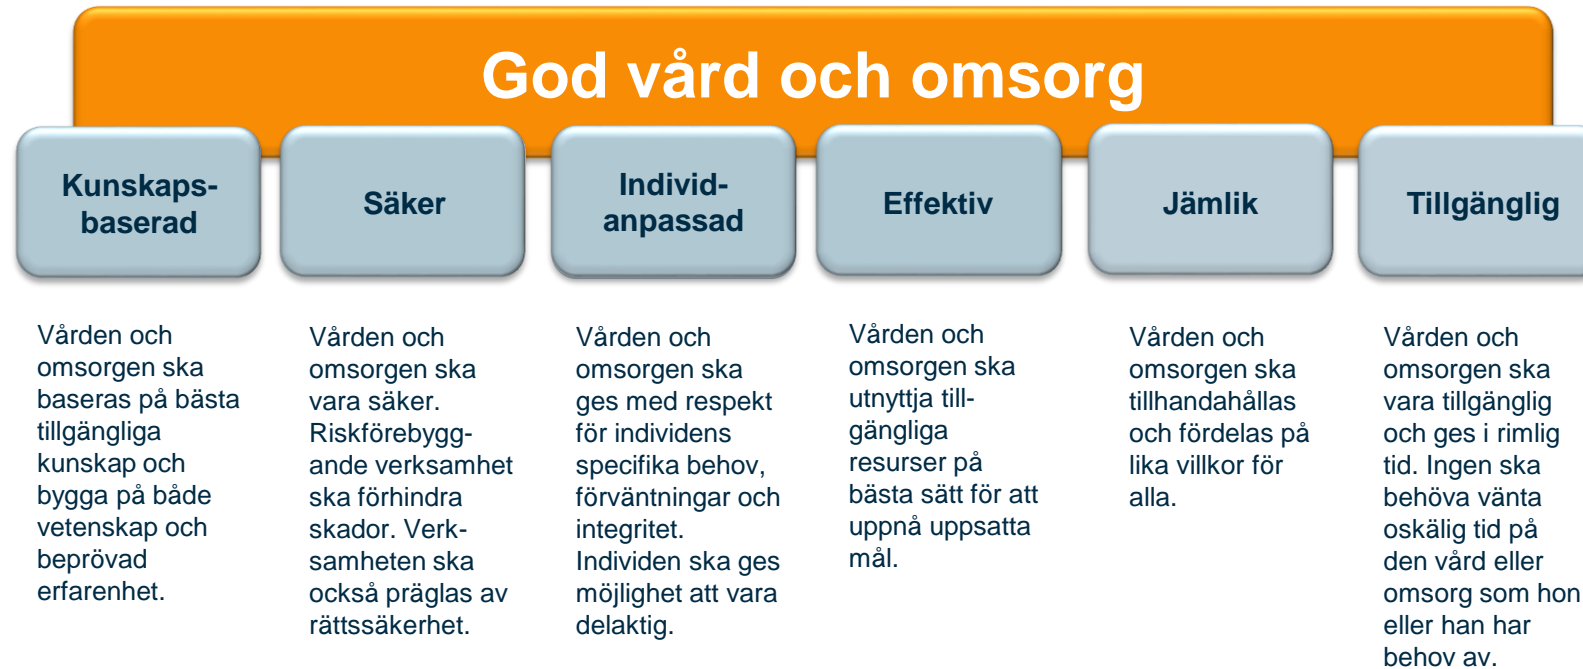 God vård och omsorg
Kunskaps-
baserad
Säker
Individ-
anpassad
Effektiv
Jämlik
Tillgänglig
Vården och
omsorgen ska
baseras på bästa
tillgängliga
kunskap och
bygga på både
vetenskap och
beprövad
erfarenhet.
Vården och
omsorgen ska
vara säker.
Riskförebygg-
ande verksamhet
ska förhindra
skador. Verk-
samheten ska
också präglas av
rättssäkerhet.
Vården och
omsorgen ska
ges med respekt
för individens
specifika behov,
förväntningar och
integritet.
Individen ska ges
möjlighet att vara
delaktig.
Vården och
omsorgen ska
utnyttja till-
gängliga
resurser på
bästa sätt för att
uppnå uppsatta
mål.
Vården och
omsorgen ska
tillhandahållas
och fördelas på
lika villkor för
alla.
Vården och
omsorgen ska
vara tillgänglig
och ges i rimlig
tid. Ingen ska
behöva vänta
oskälig tid på
den vård eller
omsorg som hon
eller han har
behov av.